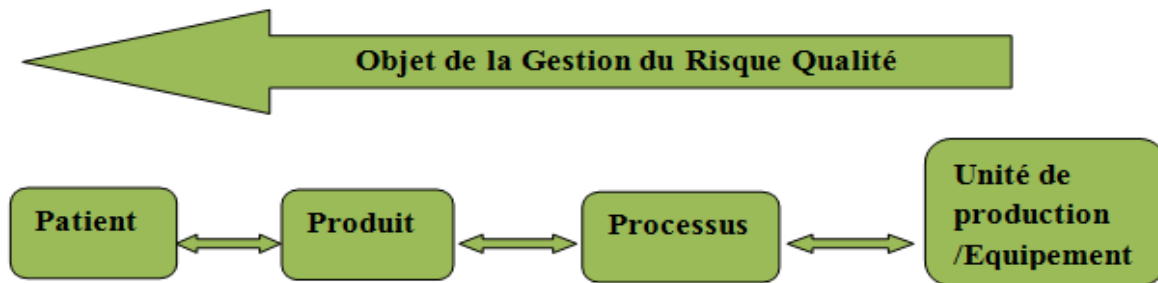 Objet de la Gestion du Risque Qualité
Patient
Produit
Processus
Unité de
production
/Equipement